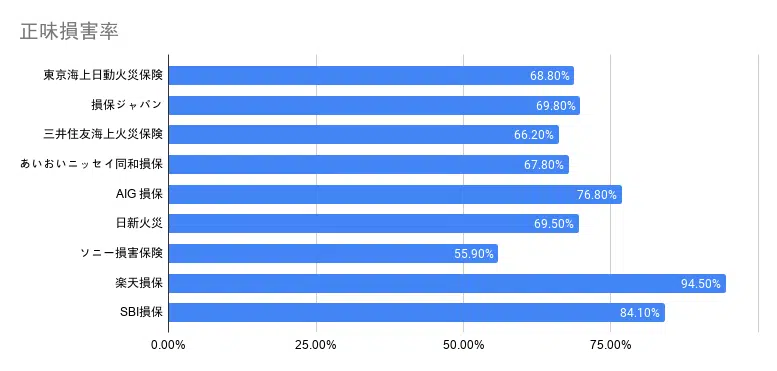 正味損害率
東京海上日動火災保険 68.80%
損保ジャパン 69.80%
三井住友海上火災保険 66.20%
あいおいニッセイ同和損保 67.80%
AIG 損保 76.80%
日新火災 69.50%
ソニー損害保険 55.90%
楽天損保 94.50%
SBI損保 84.10%
0.00% 25.00% 50.00% 75.00%